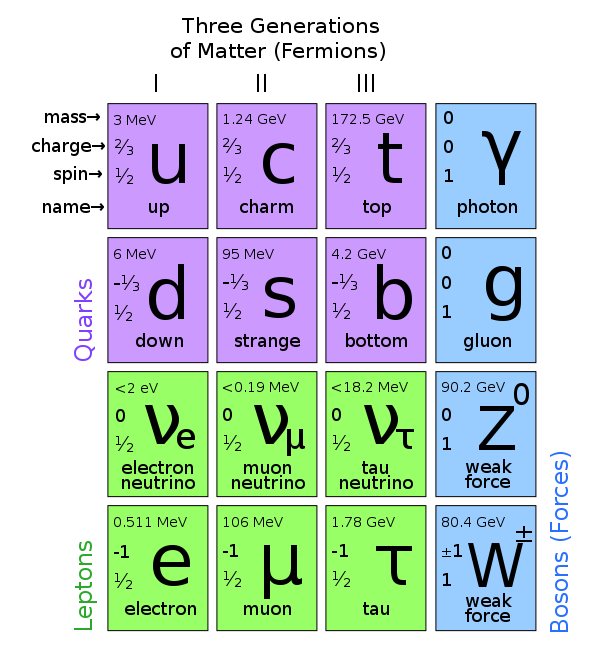 Three Generations
of Matter (Fermions)
I II III
mass→
charge→
spin→
name→
3 MeV
⅔
½
u
up
1.24 GeV
⅔
½
c
charm
172.5 GeV
⅔
½
t
top
0
0
1
γ
photon
Quarks
6 MeV
-⅓
½
d
down
95 MeV
-⅓
½
s
strange
4.2 GeV
-⅓
½
b
bottom
0
0
1
g
gluon
<2 eV
0
½
νe
electron
neutrino
<0.19 MeV
0
½
νμ
muon
neutrino
<18.2 MeV
0
½
ντ
tau
neutrino
90.2 GeV
0
1
Z0
weak
force
Leptons
0.511 MeV
-1
½
e
electron
106 MeV
-1
½
μ
muon
1.78 GeV
-1
½
τ
tau
80.4 GeV
±1
1
W±
weak
force
Bosons (Forces)